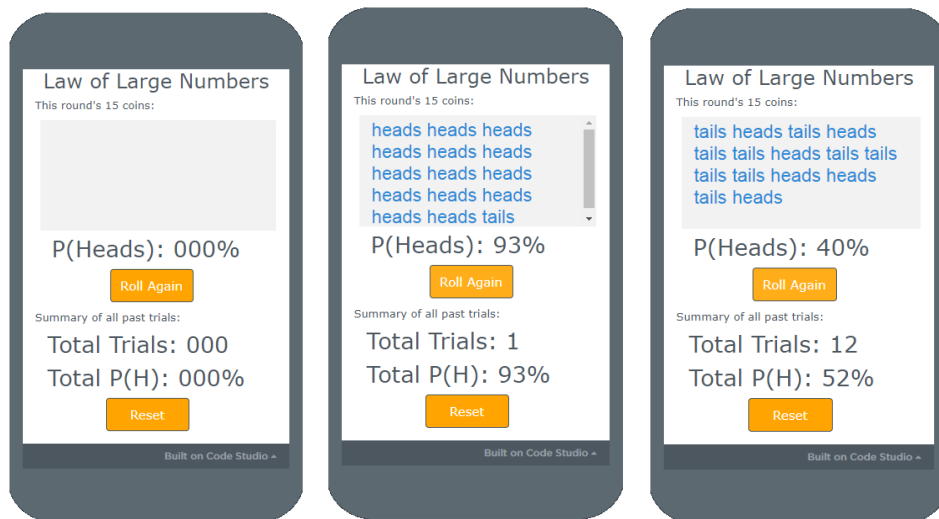 Law of Large Numbers
This round's 15 coins:
P(Heads): 000%
Roll Again
Summary of all past trials:
Total Trials: 000
Total P(H): 000%
Reset
Built on Code Studio
Law of Large Numbers
This round's 15 coins:
heads heads heads
heads heads heads
heads heads heads
heads heads heads
heads heads tails
P(Heads): 93%
Roll Again
Summary of all past trials:
Total Trials: 1
Total P(H): 93%
Reset
Built on Code Studio
Law of Large Numbers
This round's 15 coins:
tails heads tails heads
tails tails heads tails tails
tails tails heads heads
tails heads
P(Heads): 40%
Roll Again
Summary of all past trials:
Total Trials: 12
Total P(H): 52%
Reset
Built on Code Studio